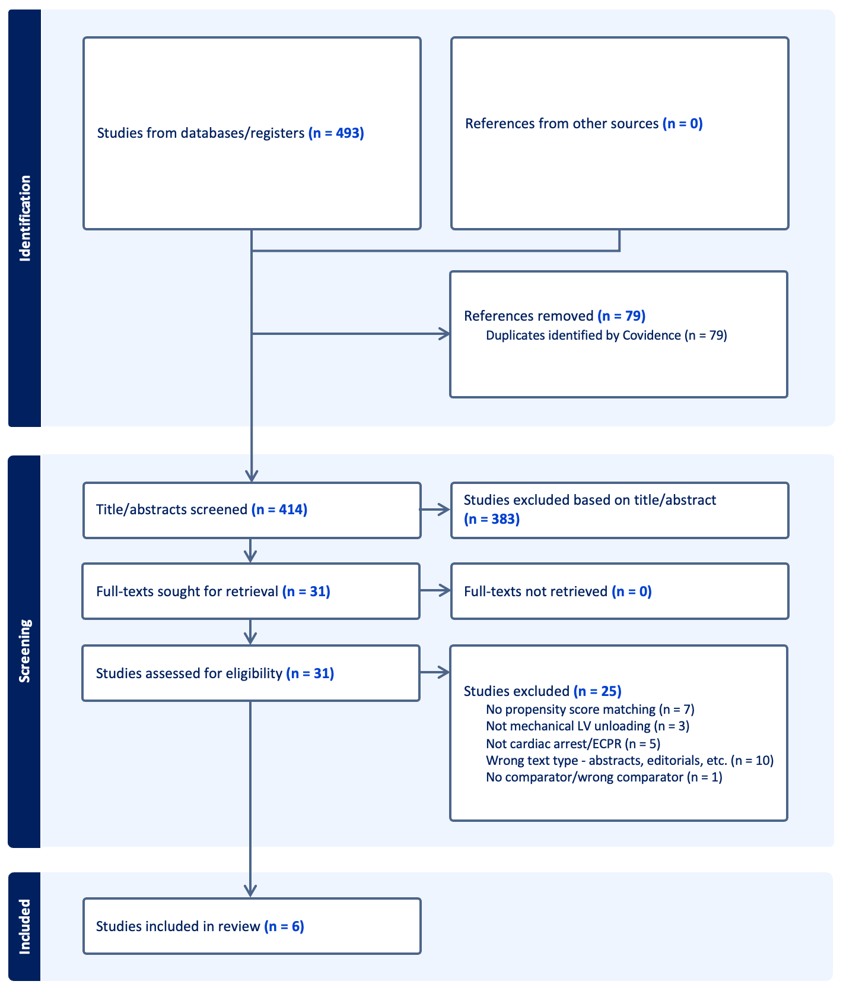 Identification
Studies from databases/registers (n = 493)
References from other sources (n = 0)
References removed (n = 79)
Duplicates identified by Covidence (n = 79)
Screening
Title/abstracts screened (n = 414)
Studies excluded based on title/abstract
(n = 383)
Full-texts sought for retrieval (n = 31)
Full-texts not retrieved (n = 0)
Studies assessed for eligibility (n = 31)
Studies excluded (n = 25)
No propensity score matching (n = 7)
Not mechanical LV unloading (n = 3)
Not cardiac arrest/ECPR (n = 5)
Wrong text type - abstracts, editorials, etc. (n = 10)
No comparator/wrong comparator (n = 1)
Included
Studies included in review (n = 6)